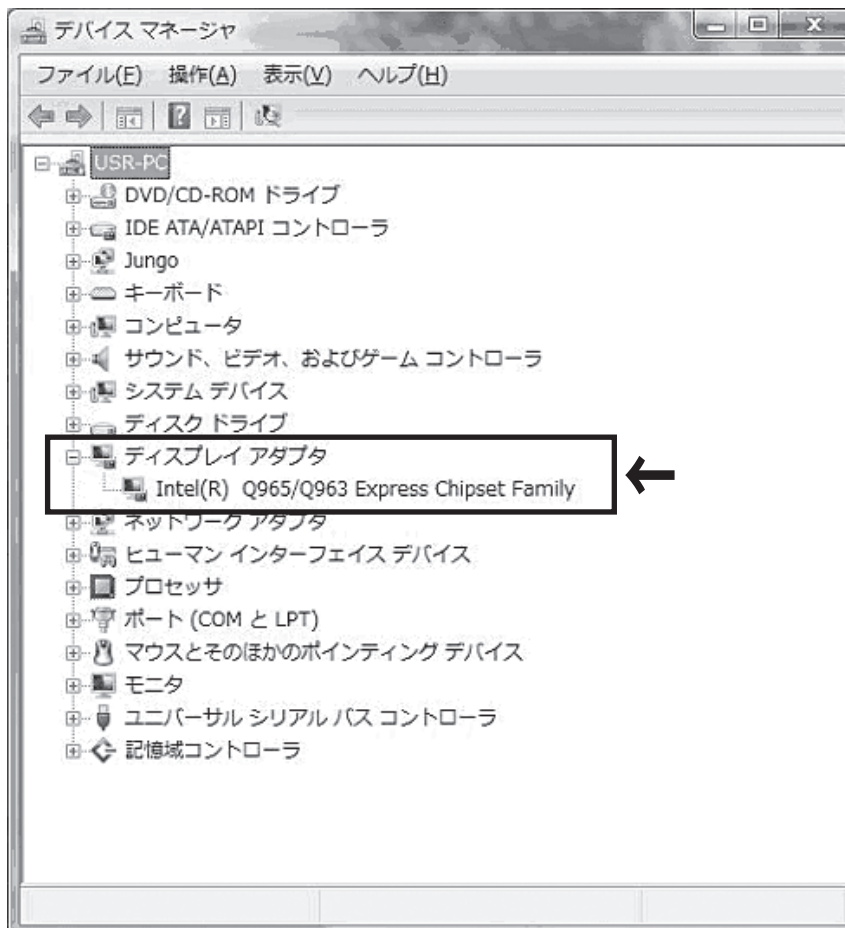 デバイス マネージャ
ファイル(F) 操作(A) 表示(V) ヘルプ(H)
USR-PC
DVD/CD-ROM ドライブ
IDE ATA/ATAPI コントローラ
Jungo
キーボード
コンピュータ
サウンド、ビデオ、およびゲーム コントローラ
システム デバイス
ディスク ドライブ
ディスプレイ アダプタ
Intel(R) Q965/Q963 Express Chipset Family
ネットワーク アダプタ
ヒューマン インターフェイス デバイス
プロセッサ
ポート (COM と LPT)
マウスとそのほかのポインティング デバイス
モニタ
ユニバーサル シリアル バス コントローラ
記憶域コントローラ